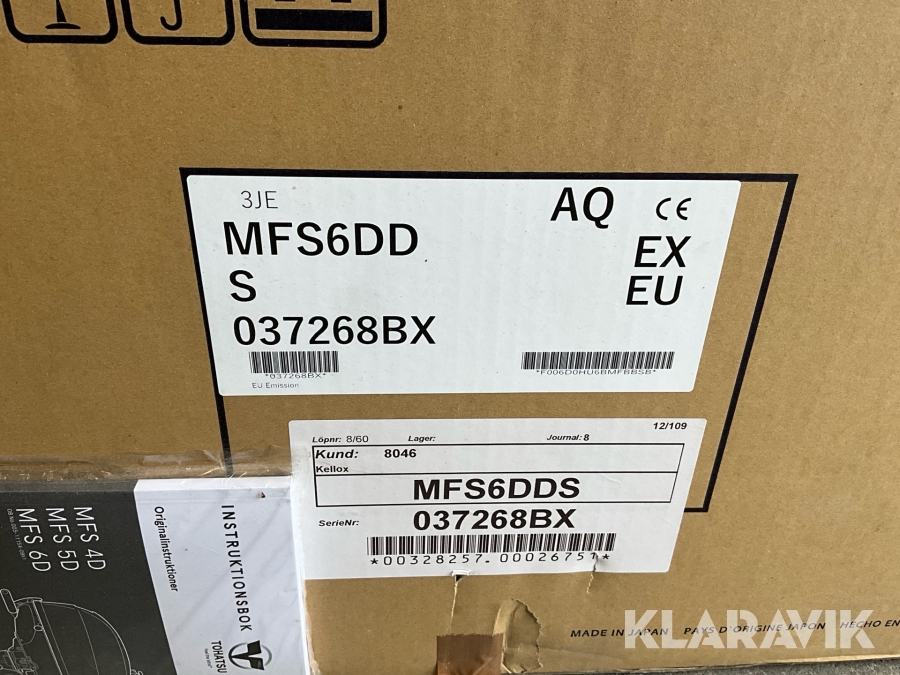 3JE
AQ CE
MFS6DD
EX
S
EU
037268BX
*037268BX*
*F006D0HU6BMFBBSB*
EU.Emission
12/109
Löpnr: 8/60 Lager: Journal: 8
Kund: 8046
Kellox
MFS6DDS
SerieNr: 037268BX
*00328257.00026751*
MFS 4D
MFS 5D
MFS 6D
INSTRUKTIONSBOK
Originalinstruktioner
TOHATSU
MADE IN JAPAN PAYS D'ORIGINE JAPON HECHO EN
KLARAVIK